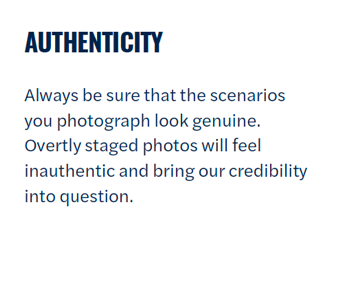 AUTHENTICITY
Always be sure that the scenarios
you photograph look genuine.
Overtly staged photos will feel
inauthentic and bring our credibility
into question.